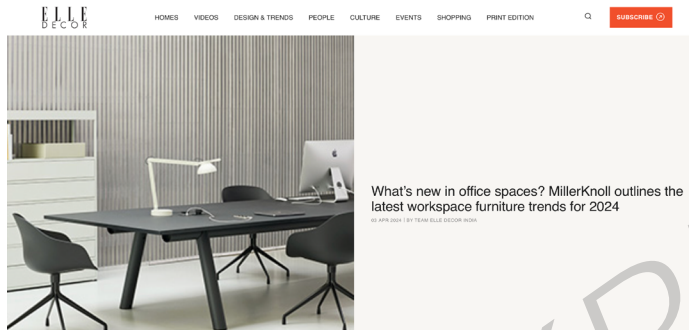 ELLE
DECOR
HOMES VIDEOS DESIGN & TRENDS PEOPLE CULTURE EVENTS SHOPPING PRINT EDITION
SUBSCRIBE
What's new in office spaces? MillerKnoll outlines the
latest workspace furniture trends for 2024
03 APR 2024 | BY TEAM ELLE DECOR INDIA